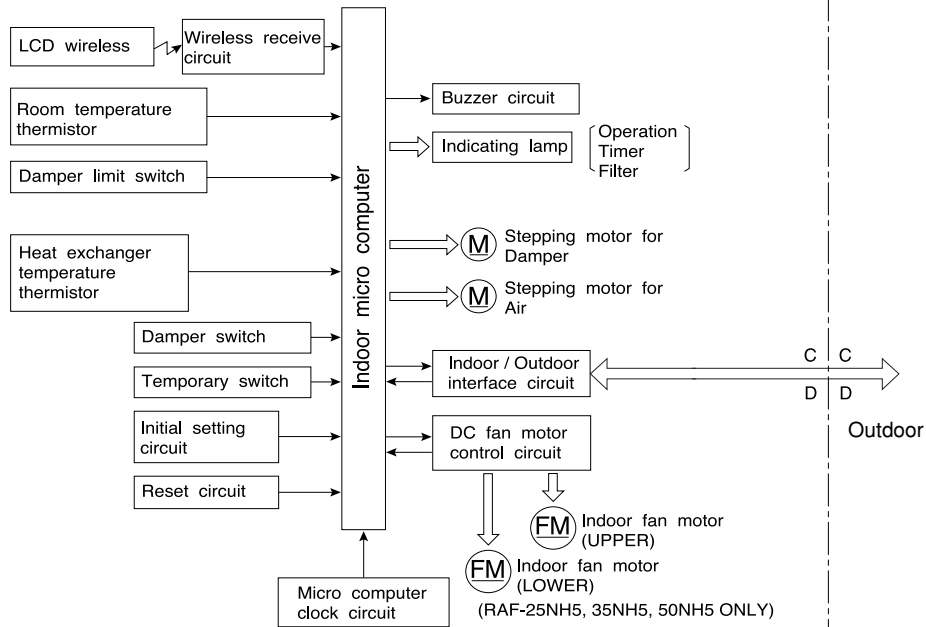 LCD wireless
Wireless receive
circuit
Room temperature
thermistor
Damper limit switch
Heat exchanger
temperature
thermistor
Damper switch
Temporary switch
Initial setting
circuit
Reset circuit
Micro computer
clock circuit
Indoor micro computer
Buzzer circuit
Indicating lamp
Operation
Timer
Filter
M
Stepping motor for
Damper
M
Stepping motor for
Air
Indoor / Outdoor
interface circuit
C C
D D
Outdoor
DC fan motor
control circuit
FM
Indoor fan motor
(UPPER)
FM
Indoor fan motor
(LOWER)
(RAF-25NH5, 35NH5, 50NH5 ONLY)